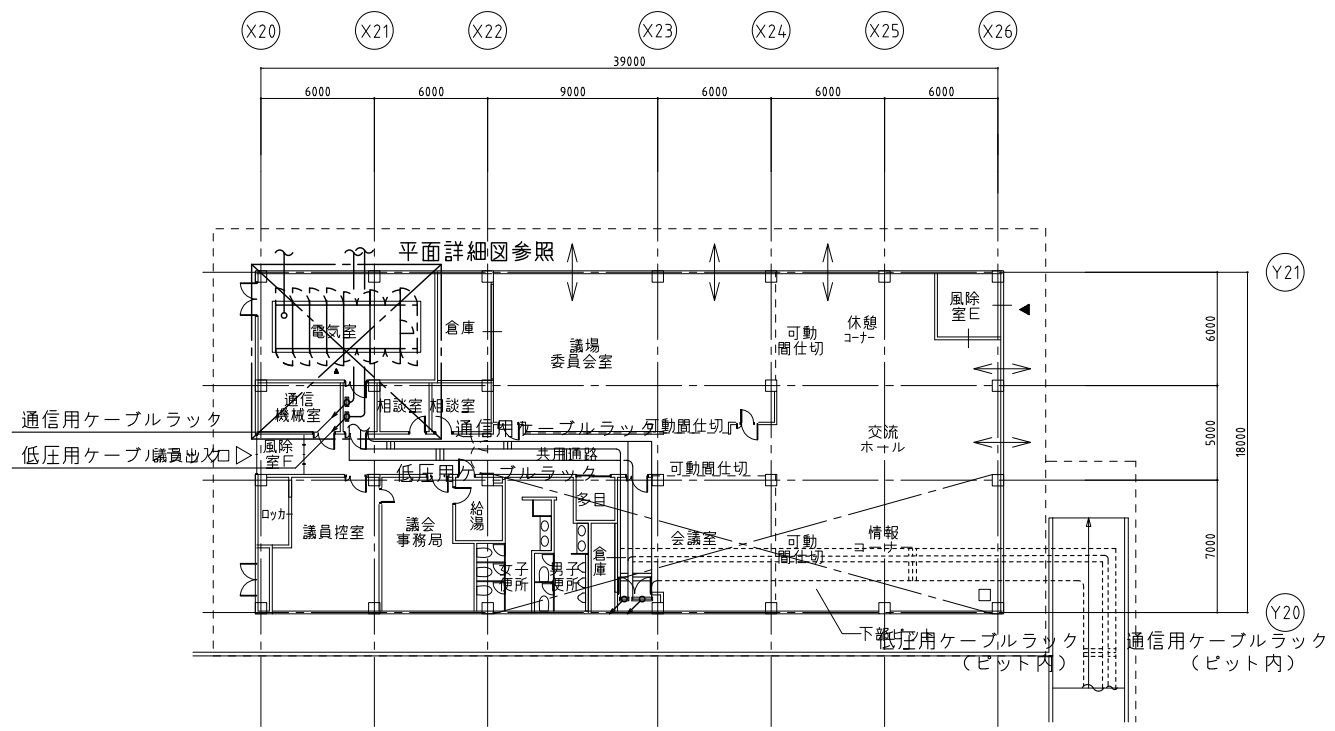 X20 X21 X22 X23 X24 X25 X26
39000
6000 6000 9000 6000 6000 6000
平面詳細図参照
Y21
風除
室E
電気室
倉庫
議場
委員会室
可動
間仕切
休憩
コーナー
6000
通信
機械室
相談室
相談室
通信用ケーブルラック
通信用ケーブルラック
可動間仕切
交流
ホール
5000
18000
低圧用ケーブルラック
議員出入口
風除
室F
共用通路
低圧用ケーブルラック
可動間仕切
ロッカー
議員控室
議会
事務局
給
湯
多目
倉
庫
会議室
可動
間仕切
情報
コーナー
7000
女子
便所
男子
便所
Y20
下部ピット
低圧用ケーブルラック
（ピット内）
通信用ケーブルラック
（ピット内）